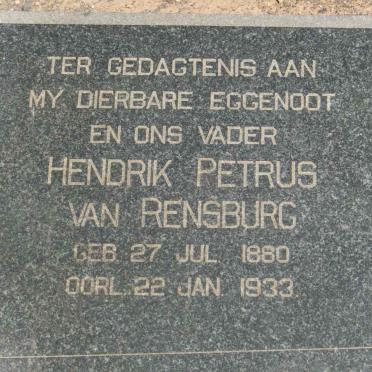 TER GEDAGTENIS AAN
MY DIERBARE EGGENOOT
EN ONS VADER
HENDRIK PETRUS
VAN RENSBURG
GEB. 27 JUL 1880
OORL. 22 JAN. 1933.